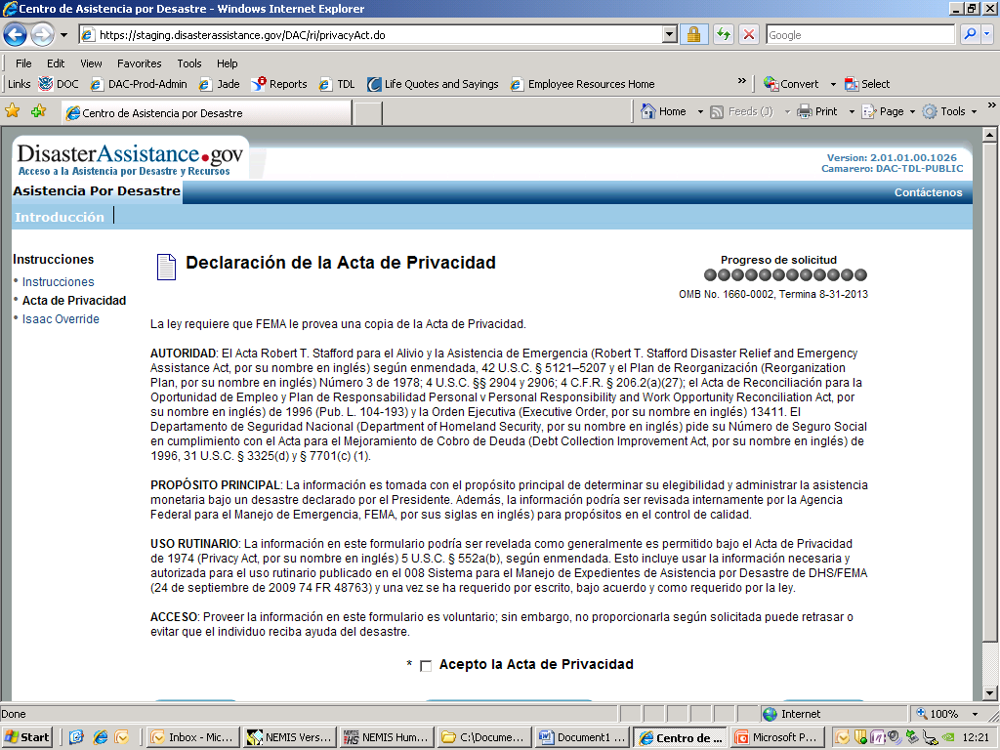 Centro de Asistencia por Desastre - Windows Internet Explorer
https://staging.disasterassistance.gov/DAC/ri/privacyAct.do
Google
File Edit View Favorites Tools Help
Links DOC DAC-Prod-Admin Jade Reports TDL Life Quotes and Sayings Employee Resources Home » Convert Select
Centro de Asistencia por Desastre
Home Feeds (J) Print Page Tools »
DisasterAssistance.gov
Acceso a la Asistencia por Desastre y Recursos
Version: 2.01.01.00.1026
Camarero: DAC-TDL-PUBLIC
Asistencia Por Desastre
Contáctenos
Introducción
Instrucciones
• Instrucciones
• Acta de Privacidad
• Isaac Override
Declaración de la Acta de Privacidad
Progreso de solicitud
OMB No. 1660-0002, Termina 8-31-2013
La ley requiere que FEMA le provea una copia de la Acta de Privacidad.
AUTORIDAD: El Acta Robert T. Stafford para el Alivio y la Asistencia de Emergencia (Robert T. Stafford Disaster Relief and Emergency
Assistance Act, por su nombre en inglés) según enmendada, 42 U.S.C. § 5121–5207 y el Plan de Reorganización (Reorganization
Plan, por su nombre en inglés) Número 3 de 1978; 4 U.S.C. §§ 2904 y 2906; 4 C.F.R. § 206.2(a)(27); el Acta de Reconciliación para la
Oportunidad de Empleo y Plan de Responsabilidad Personal v Personal Responsibility and Work Opportunity Reconciliation Act, por
su nombre en inglés) de 1996 (Pub. L. 104-193) y la Orden Ejecutiva (Executive Order, por su nombre en inglés) 13411. El
Departamento de Seguridad Nacional (Department of Homeland Security, por su nombre en inglés) pide su Número de Seguro Social
en cumplimiento con el Acta para el Mejoramiento de Cobro de Deuda (Debt Collection Improvement Act, por su nombre en inglés) de
1996, 31 U.S.C. § 3325(d) y § 7701(c) (1).
PROPÓSITO PRINCIPAL: La información es tomada con el propósito principal de determinar su elegibilidad y administrar la asistencia
monetaria bajo un desastre declarado por el Presidente. Además, la información podría ser revisada internamente por la Agencia
Federal para el Manejo de Emergencia, FEMA, por sus siglas en inglés) para propósitos en el control de calidad.
USO RUTINARIO: La información en este formulario podría ser revelada como generalmente es permitido bajo el Acta de Privacidad
de 1974 (Privacy Act, por su nombre en inglés) 5 U.S.C. § 552a(b), según enmendada. Esto incluye usar la información necesaria y
autorizada para el uso rutinario publicado en el 008 Sistema para el Manejo de Expedientes de Asistencia por Desastre de DHS/FEMA
(24 de septiembre de 2009 74 FR 48763) y una vez se ha requerido por escrito, bajo acuerdo y como requerido por la ley.
ACCESO: Proveer la información en este formulario es voluntario; sin embargo, no proporcionarla según solicitada puede retrasar o
evitar que el individuo reciba ayuda del desastre.
* Acepto la Acta de Privacidad
Done Internet 100%
Start Inbox - Mic... NEMIS Vers... NEMIS Hum... C:\Docume... Document1 ... Centro de ... Microsoft P... 12:21